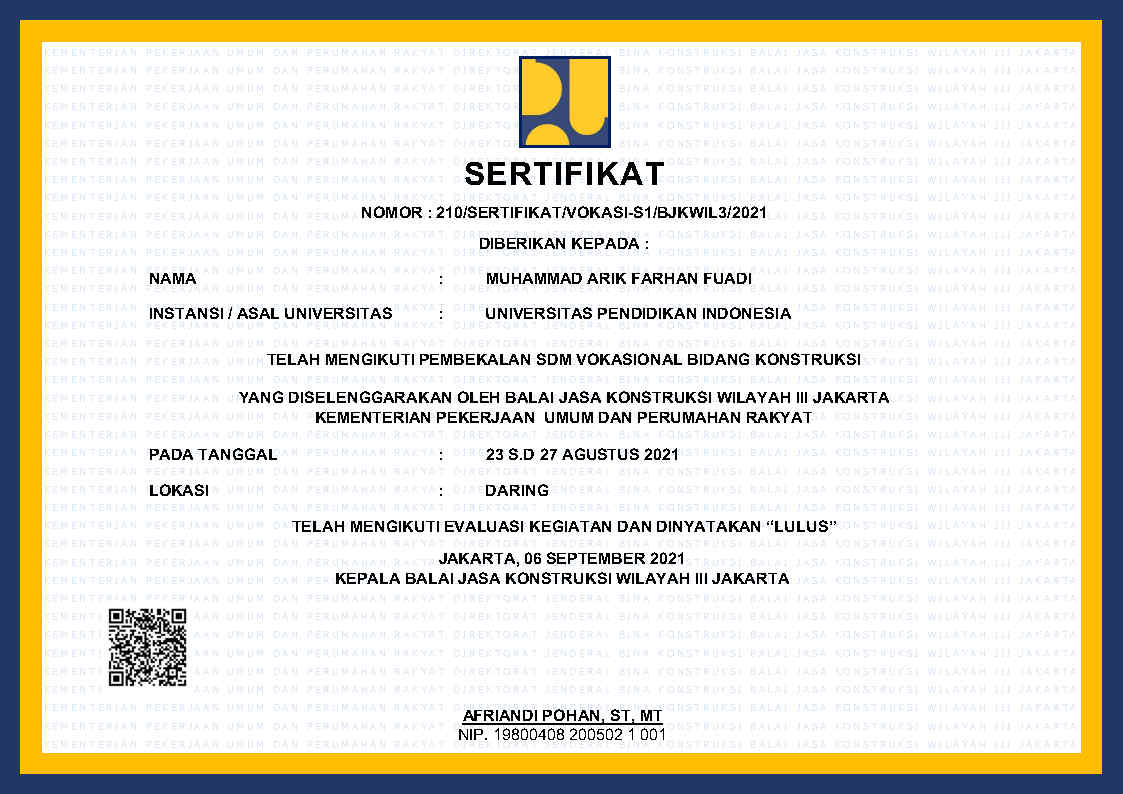 SERTIFIKAT
NOMOR : 210/SERTIFIKAT/VOKASI-S1/BJKWIL3/2021
DIBERIKAN KEPADA :
NAMA : MUHAMMAD ARIK FARHAN FUADI
INSTANSI / ASAL UNIVERSITAS : UNIVERSITAS PENDIDIKAN INDONESIA
TELAH MENGIKUTI PEMBEKALAN SDM VOKASIONAL BIDANG KONSTRUKSI
YANG DISELENGGARAKAN OLEH BALAI JASA KONSTRUKSI WILAYAH III JAKARTA
KEMENTERIAN PEKERJAAN UMUM DAN PERUMAHAN RAKYAT
PADA TANGGAL : 23 S.D 27 AGUSTUS 2021
LOKASI : DARING
TELAH MENGIKUTI EVALUASI KEGIATAN DAN DINYATAKAN “LULUS”
JAKARTA, 06 SEPTEMBER 2021
KEPALA BALAI JASA KONSTRUKSI WILAYAH III JAKARTA
AFRIANDI POHAN, ST, MT
NIP. 19800408 200502 1 001